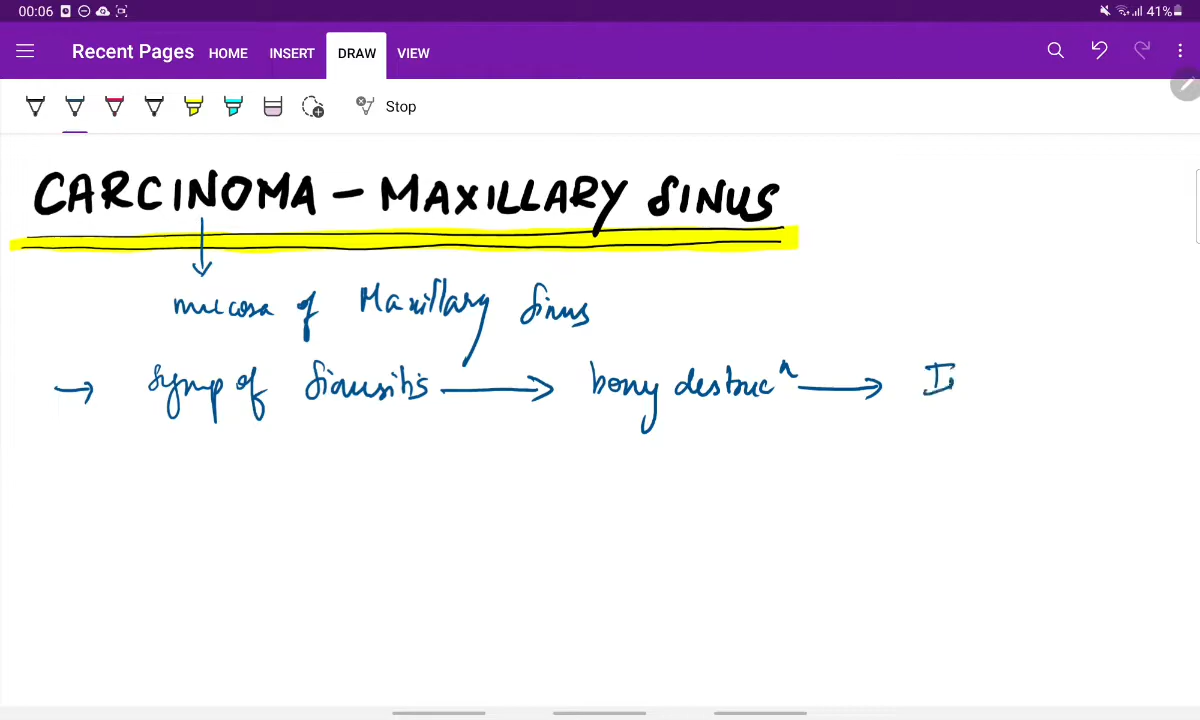 00:06 41%
Recent Pages HOME INSERT DRAW VIEW
Stop
CARCINOMA – MAXILLARY SINUS
mucosa of Maxillary Sinus
→ Symp of Sinusitis → bony destrucⁿ → I